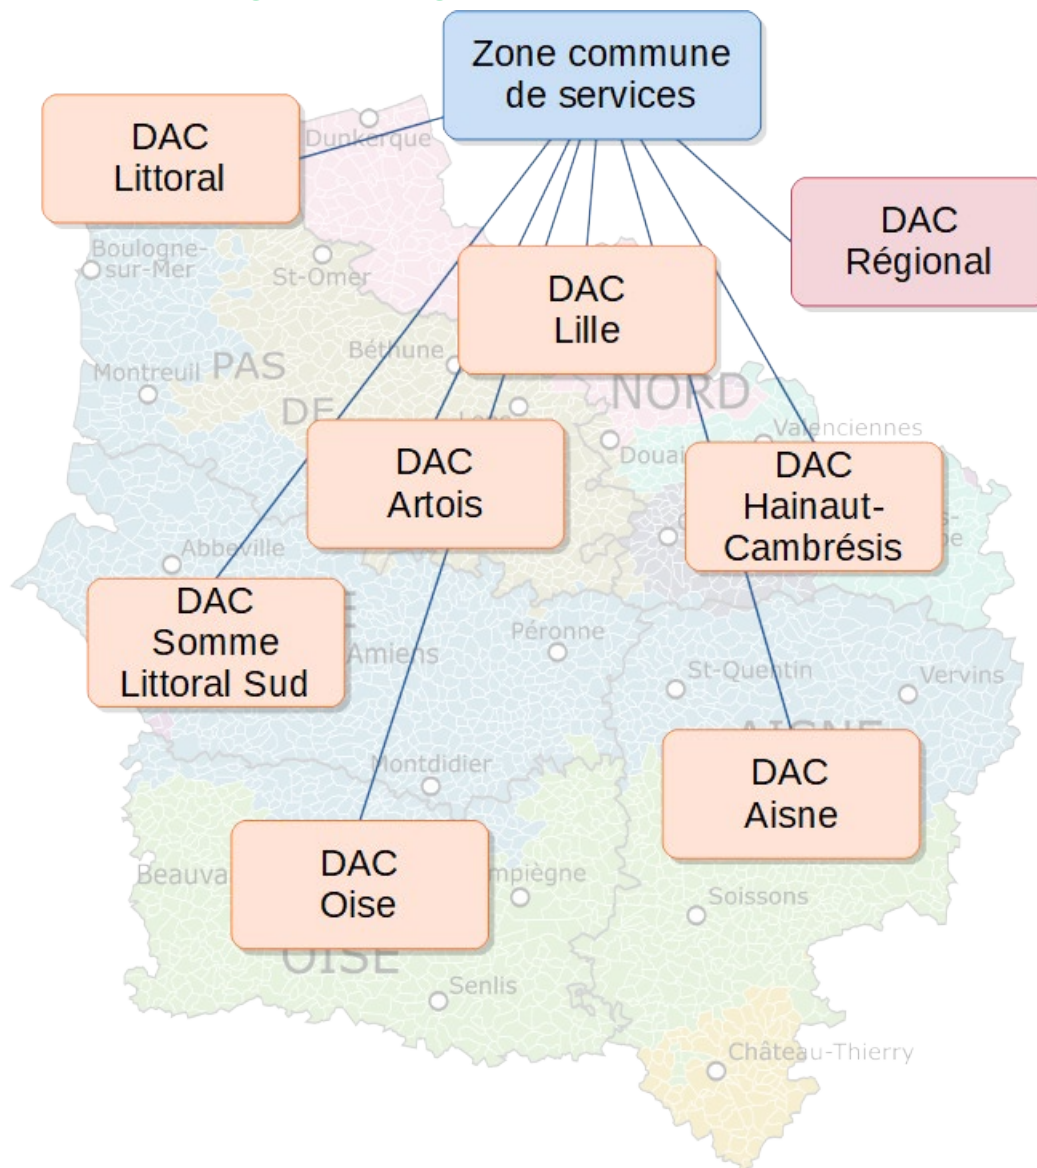 Zone commune
de services
DAC
Littoral
Dunkerque
DAC
Régional
Boulogne-
sur-Mer
St-Omer
DAC
Lille
Béthune
PAS
Montreuil
DE
NORD
Valenciennes
Douai
DAC
Artois
DAC
Hainaut-
Cambrésis
Abbeville
DAC
Somme
Littoral Sud
Amiens
Péronne
St-Quentin
Vervins
AISNE
Montdidier
DAC
Aisne
DAC
Oise
Soissons
OISE
Senlis
Château-Thierry